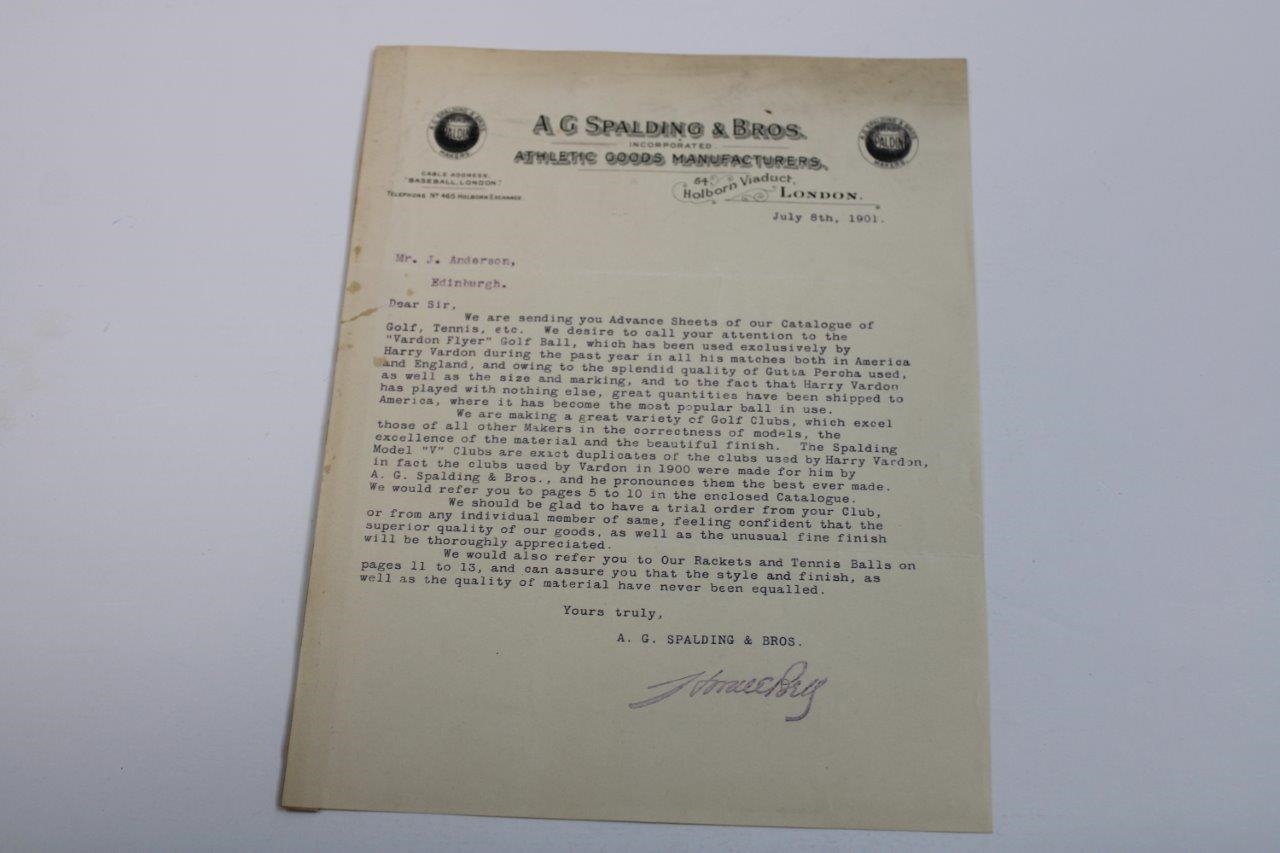 A. G. SPALDING & BROS.
MAKERS
A. G. SPALDING & BROS.
INCORPORATED.
ATHLETIC GOODS MANUFACTURERS.
A. G. SPALDING & BROS
MAKERS
CABLE ADDRESS.
"BASEBALL, LONDON."
TELEPHONE Nº 465 HOLBORN EXCHANGE
54, Holborn Viaduct,
LONDON.
July 8th, 1901.
Mr. J. Anderson,
Edinburgh.
Dear Sir,
We are sending you Advance Sheets of our Catalogue of
Golf, Tennis, etc. We desire to call your attention to the
"Vardon Flyer" Golf Ball, which has been used exclusively by
Harry Vardon during the past year in all his matches both in America
and England, and owing to the splendid quality of Gutta Percha used,
as well as the size and marking, and to the fact that Harry Vardon
has played with nothing else, great quantities have been shipped to
America, where it has become the most popular ball in use.
We are making a great variety of Golf Clubs, which excel
those of all other Makers in the correctness of models, the
excellence of the material and the beautiful finish. The Spalding
Model "V" Clubs are exact duplicates of the clubs used by Harry Vardon,
in fact the clubs used by Vardon in 1900 were made for him by
A. G. Spalding & Bros., and he pronounces them the best ever made.
We would refer you to pages 5 to 10 in the enclosed Catalogue.
We should be glad to have a trial order from your Club,
or from any individual member of same, feeling confident that the
superior quality of our goods, as well as the unusual fine finish
will be thoroughly appreciated.
We would also refer you to Our Rackets and Tennis Balls on
pages 11 to 13, and can assure you that the style and finish, as
well as the quality of material have never been equalled.
Yours truly,
A. G. SPALDING & BROS.